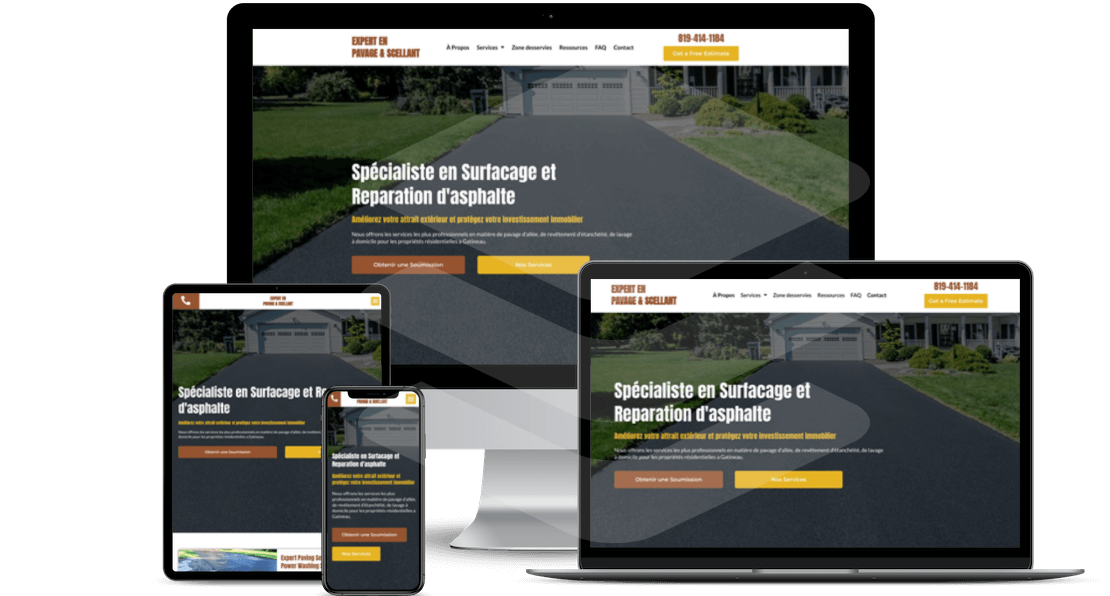 EXPERT EN
PAVAGE & SCELLANT
À Propos Services Zone desservies Ressources FAQ Contact
819-414-1184
Get a Free Estimate
Spécialiste en Surfacage et
Reparation d'asphalte
Améliorez votre attrait extérieur et protégez votre investissement immobilier
Nous offrons les services les plus professionnels en matière de pavage d'allée, de revêtement d'étanchéité, de lavage
à domicile pour les propriétés résidentielles a Gatineau.
Obtenir une Soumission Nos Services
EXPERT EN
PAVAGE & SCELLANT
Spécialiste en Surfacage et
d'asphalte
Améliorez votre attrait extérieur et protégez votre investissement immobilier
Nous offrons les services les plus professionnels en matière de pavage d'allée, de revêtement
domicile pour les propriétés résidentielles a Gatineau.
Obtenir une Soumission
Expert Paving
Power Washing
PAVAGE & SCELLANT
Spécialiste en Surfacage et
Reparation d'asphalte
Améliorez votre attrait extérieur et
protégez votre investissement immobilier
Nous offrons les services les plus
professionnels en matière de pavage d'allée,
de revêtement d'étanchéité, de lavage à
domicile pour les propriétés résidentielles a
Gatineau.
Obtenir une Soumission
Nos Services
EXPERT EN
PAVAGE & SCELLANT
À Propos Services Zone desservies Ressources FAQ Contact
819-414-1184
Get a Free Estimate
Spécialiste en Surfacage et
Reparation d'asphalte
Améliorez votre attrait extérieur et protégez votre investissement immobilier
Nous offrons les services les plus professionnels en matière de pavage d'allée, de revêtement d'étanchéité, de lavage
à domicile pour les propriétés résidentielles a Gatineau.
Obtenir une Soumission Nos Services